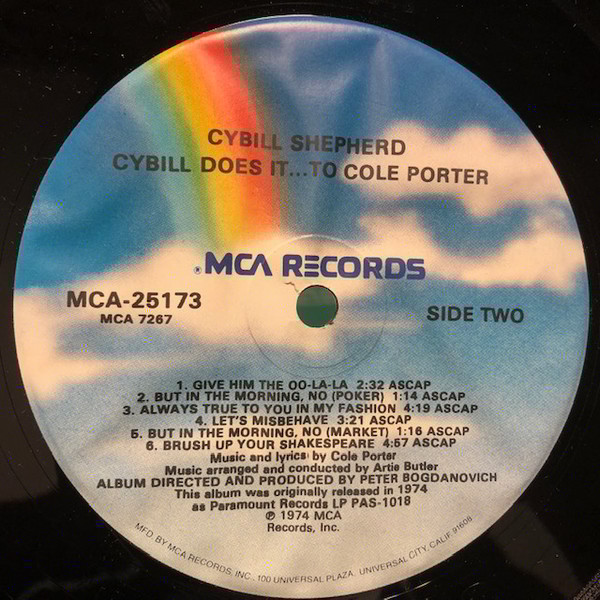 CYBILL SHEPHERD
CYBILL DOES IT...TO COLE PORTER
®MCA RECORDS
MCA-25173
MCA 7267
SIDE TWO
1. GIVE HIM THE OO-LA-LA 2:32 ASCAP
2. BUT IN THE MORNING, NO (POKER) 1:14 ASCAP
3. ALWAYS TRUE TO YOU IN MY FASHION 4:19 ASCAP
4. LET'S MISBEHAVE 3:21 ASCAP
5. BUT IN THE MORNING, NO (MARKET) 1:16 ASCAP
6. BRUSH UP YOUR SHAKESPEARE 4:57 ASCAP
Music and lyrics by Cole Porter
Music arranged and conducted by Artie Butler
ALBUM DIRECTED AND PRODUCED BY PETER BOGDANOVICH
This album was originally released in 1974
as Paramount Records LP PAS-1018
℗ 1974 MCA
Records, Inc.
MFD. BY MCA RECORDS, INC., 100 UNIVERSAL PLAZA, UNIVERSAL CITY, CALIF. 91608